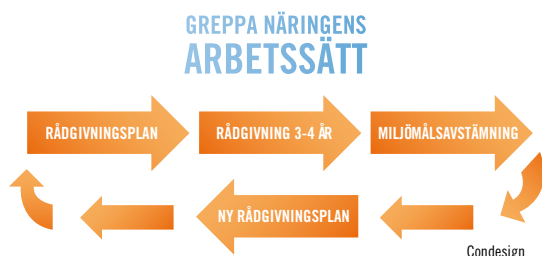 GREPPA NÄRINGENS
ARBETSSÄTT
RÅDGIVNINGSPLAN
RÅDGIVNING 3-4 ÅR
MILJÖMÅLSAVSTÄMNING
NY RÅDGIVNINGSPLAN
Condesign